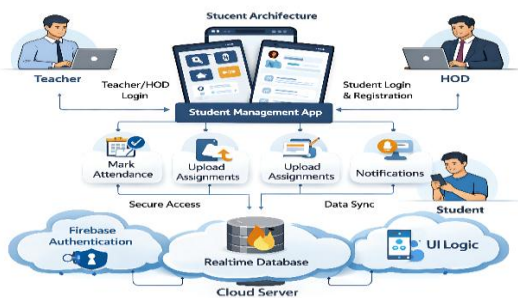 Stucent Architecture
Teacher
HOD
Teacher/HOD
Login
Student Login
& Registration
Student Management App
Mark
Attendance
Upload
Assignments
Upload
Assignments
Notifications
Secure Access
Data Sync
Student
Firebase
Authentication
Realtime Database
UI Logic
Cloud Server